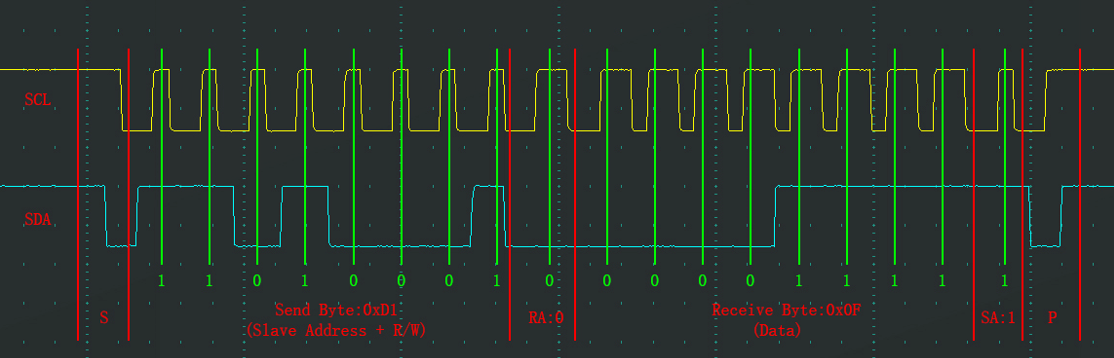 SCL
SDA
1 1 0 1 0 0 0 1 0 0 0 0 0 1 1 1 1 1
S
Send Byte:0xD1
(Slave Address + R/W)
RA:0
Receive Byte:0x0F
(Data)
SA:1
P